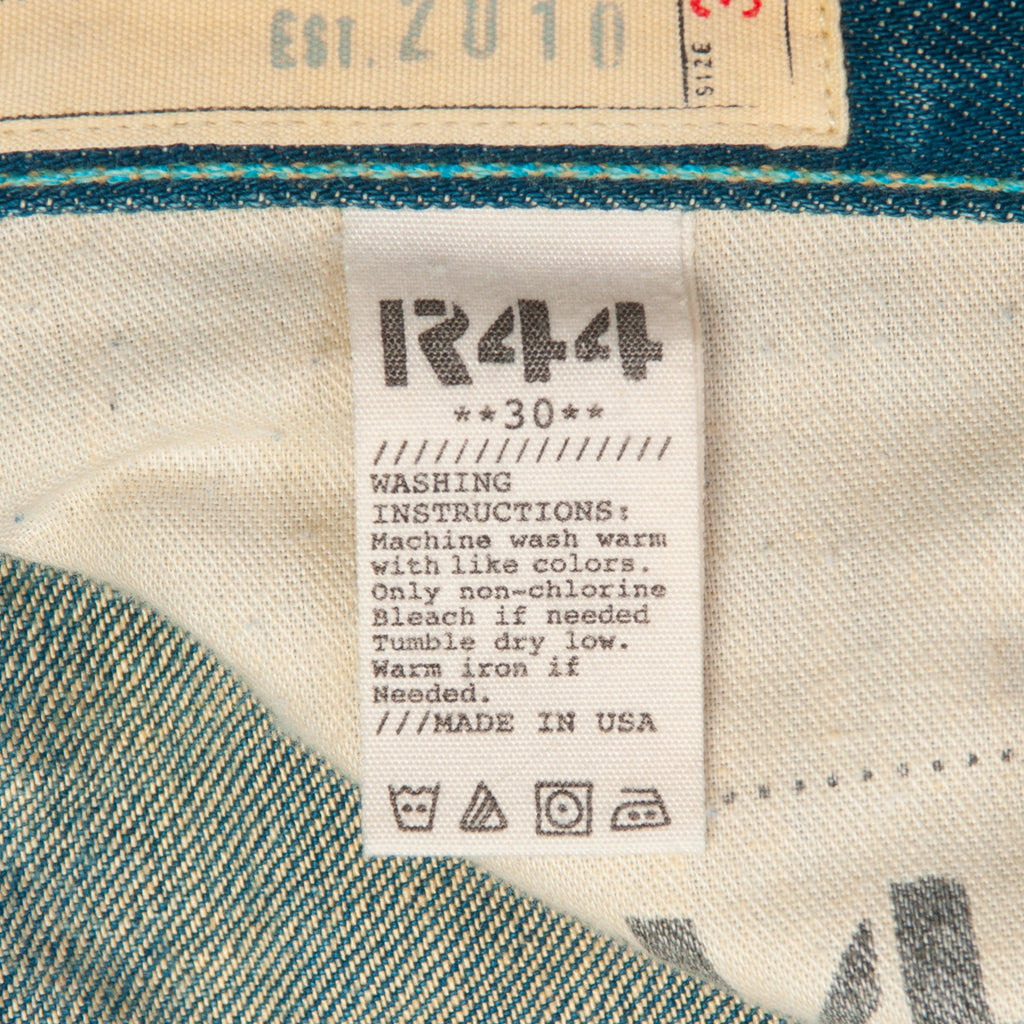 EST. 2010
SIZE
R44
**30**
///////////////
WASHING
INSTRUCTIONS:
Machine wash warm
with like colors.
Only non-chlorine
Bleach if needed
Tumble dry low.
Warm iron if
Needed.
///MADE IN USA